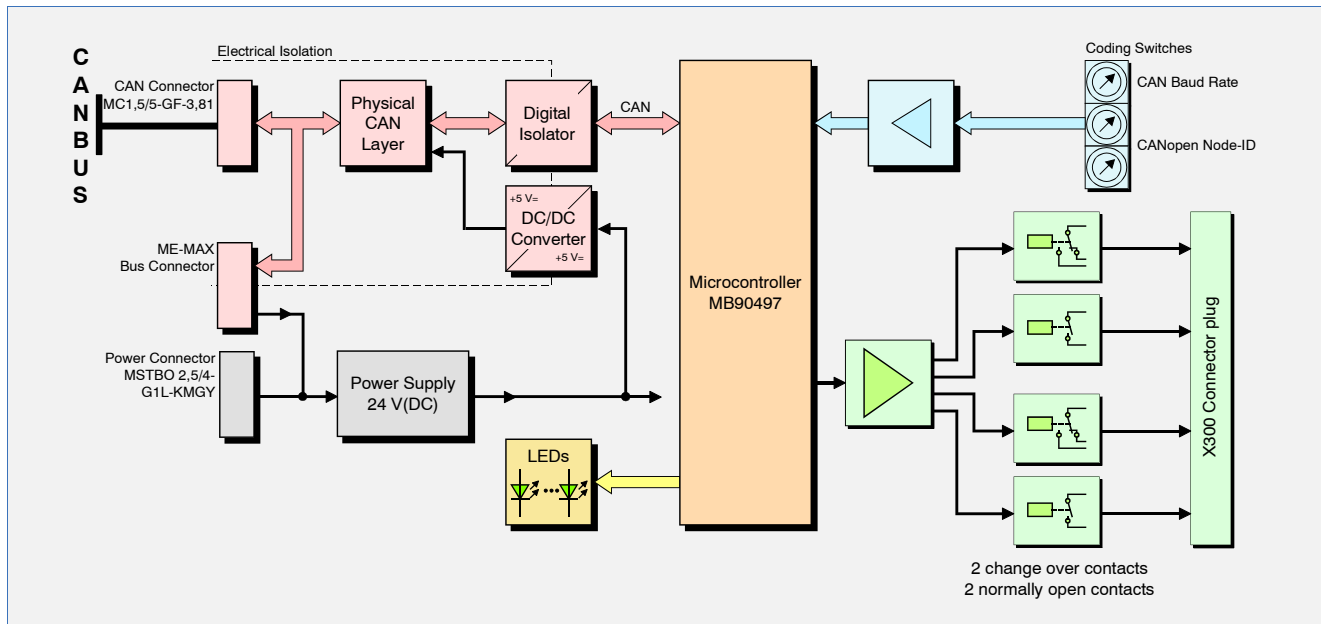 C
A
N
B
U
S
Electrical Isolation
CAN Connector
MC1,5/5-GF-3,81
Physical
CAN
Layer
Digital
Isolator
CAN
+5 V=
DC/DC
Converter
+5 V=
ME-MAX
Bus Connector
Power Connector
MSTBO 2,5/4-
G1L-KMGY
Power Supply
24 V(DC)
LEDs
Microcontroller
MB90497
Coding Switches
CAN Baud Rate
CANopen Node-ID
X300 Connector plug
2 change over contacts
2 normally open contacts